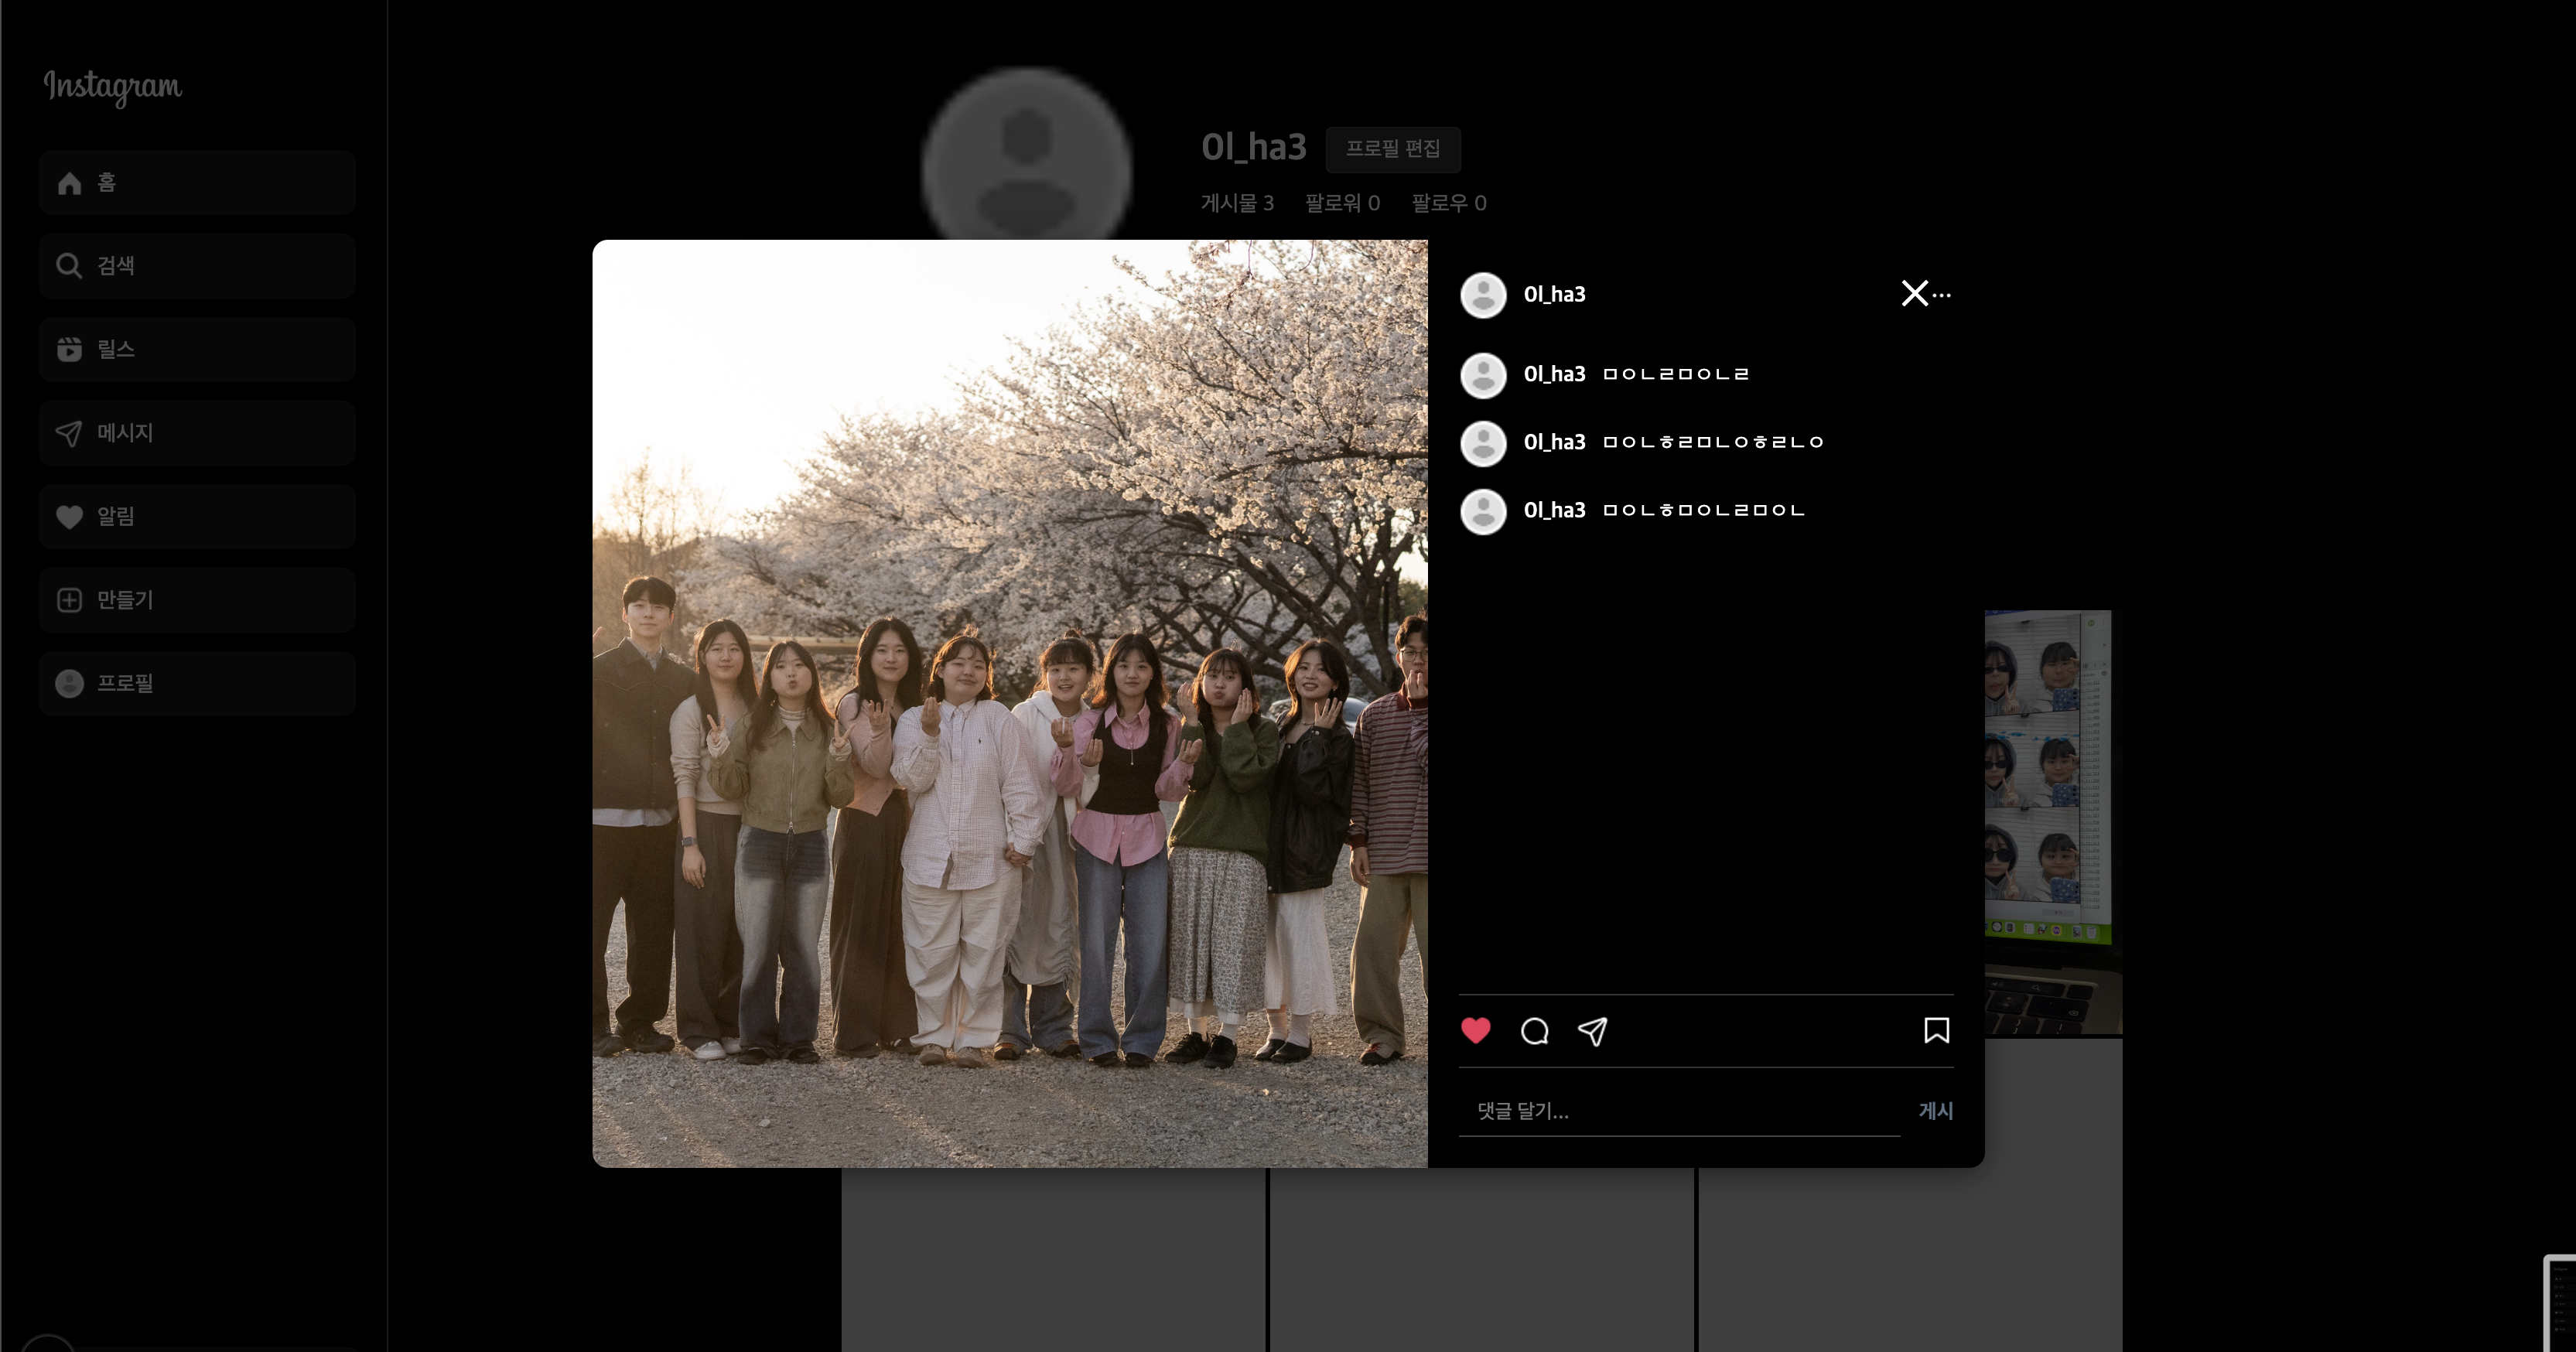 Instagram
홈
검색
릴스
메시지
알림
만들기
프로필
0l_ha3 프로필 편집
게시물 3 팔로워 0 팔로우 0
0l_ha3
0l_ha3 ㅁㅇㄴㄹㅁㅇㄴㄹ
0l_ha3 ㅁㅇㄴㅎㄹㅁㄴㅇㅎㄹㄴㅇ
0l_ha3 ㅁㅇㄴㅎㅁㅇㄴㄹㅁㅇㄴ
댓글 달기... 게시